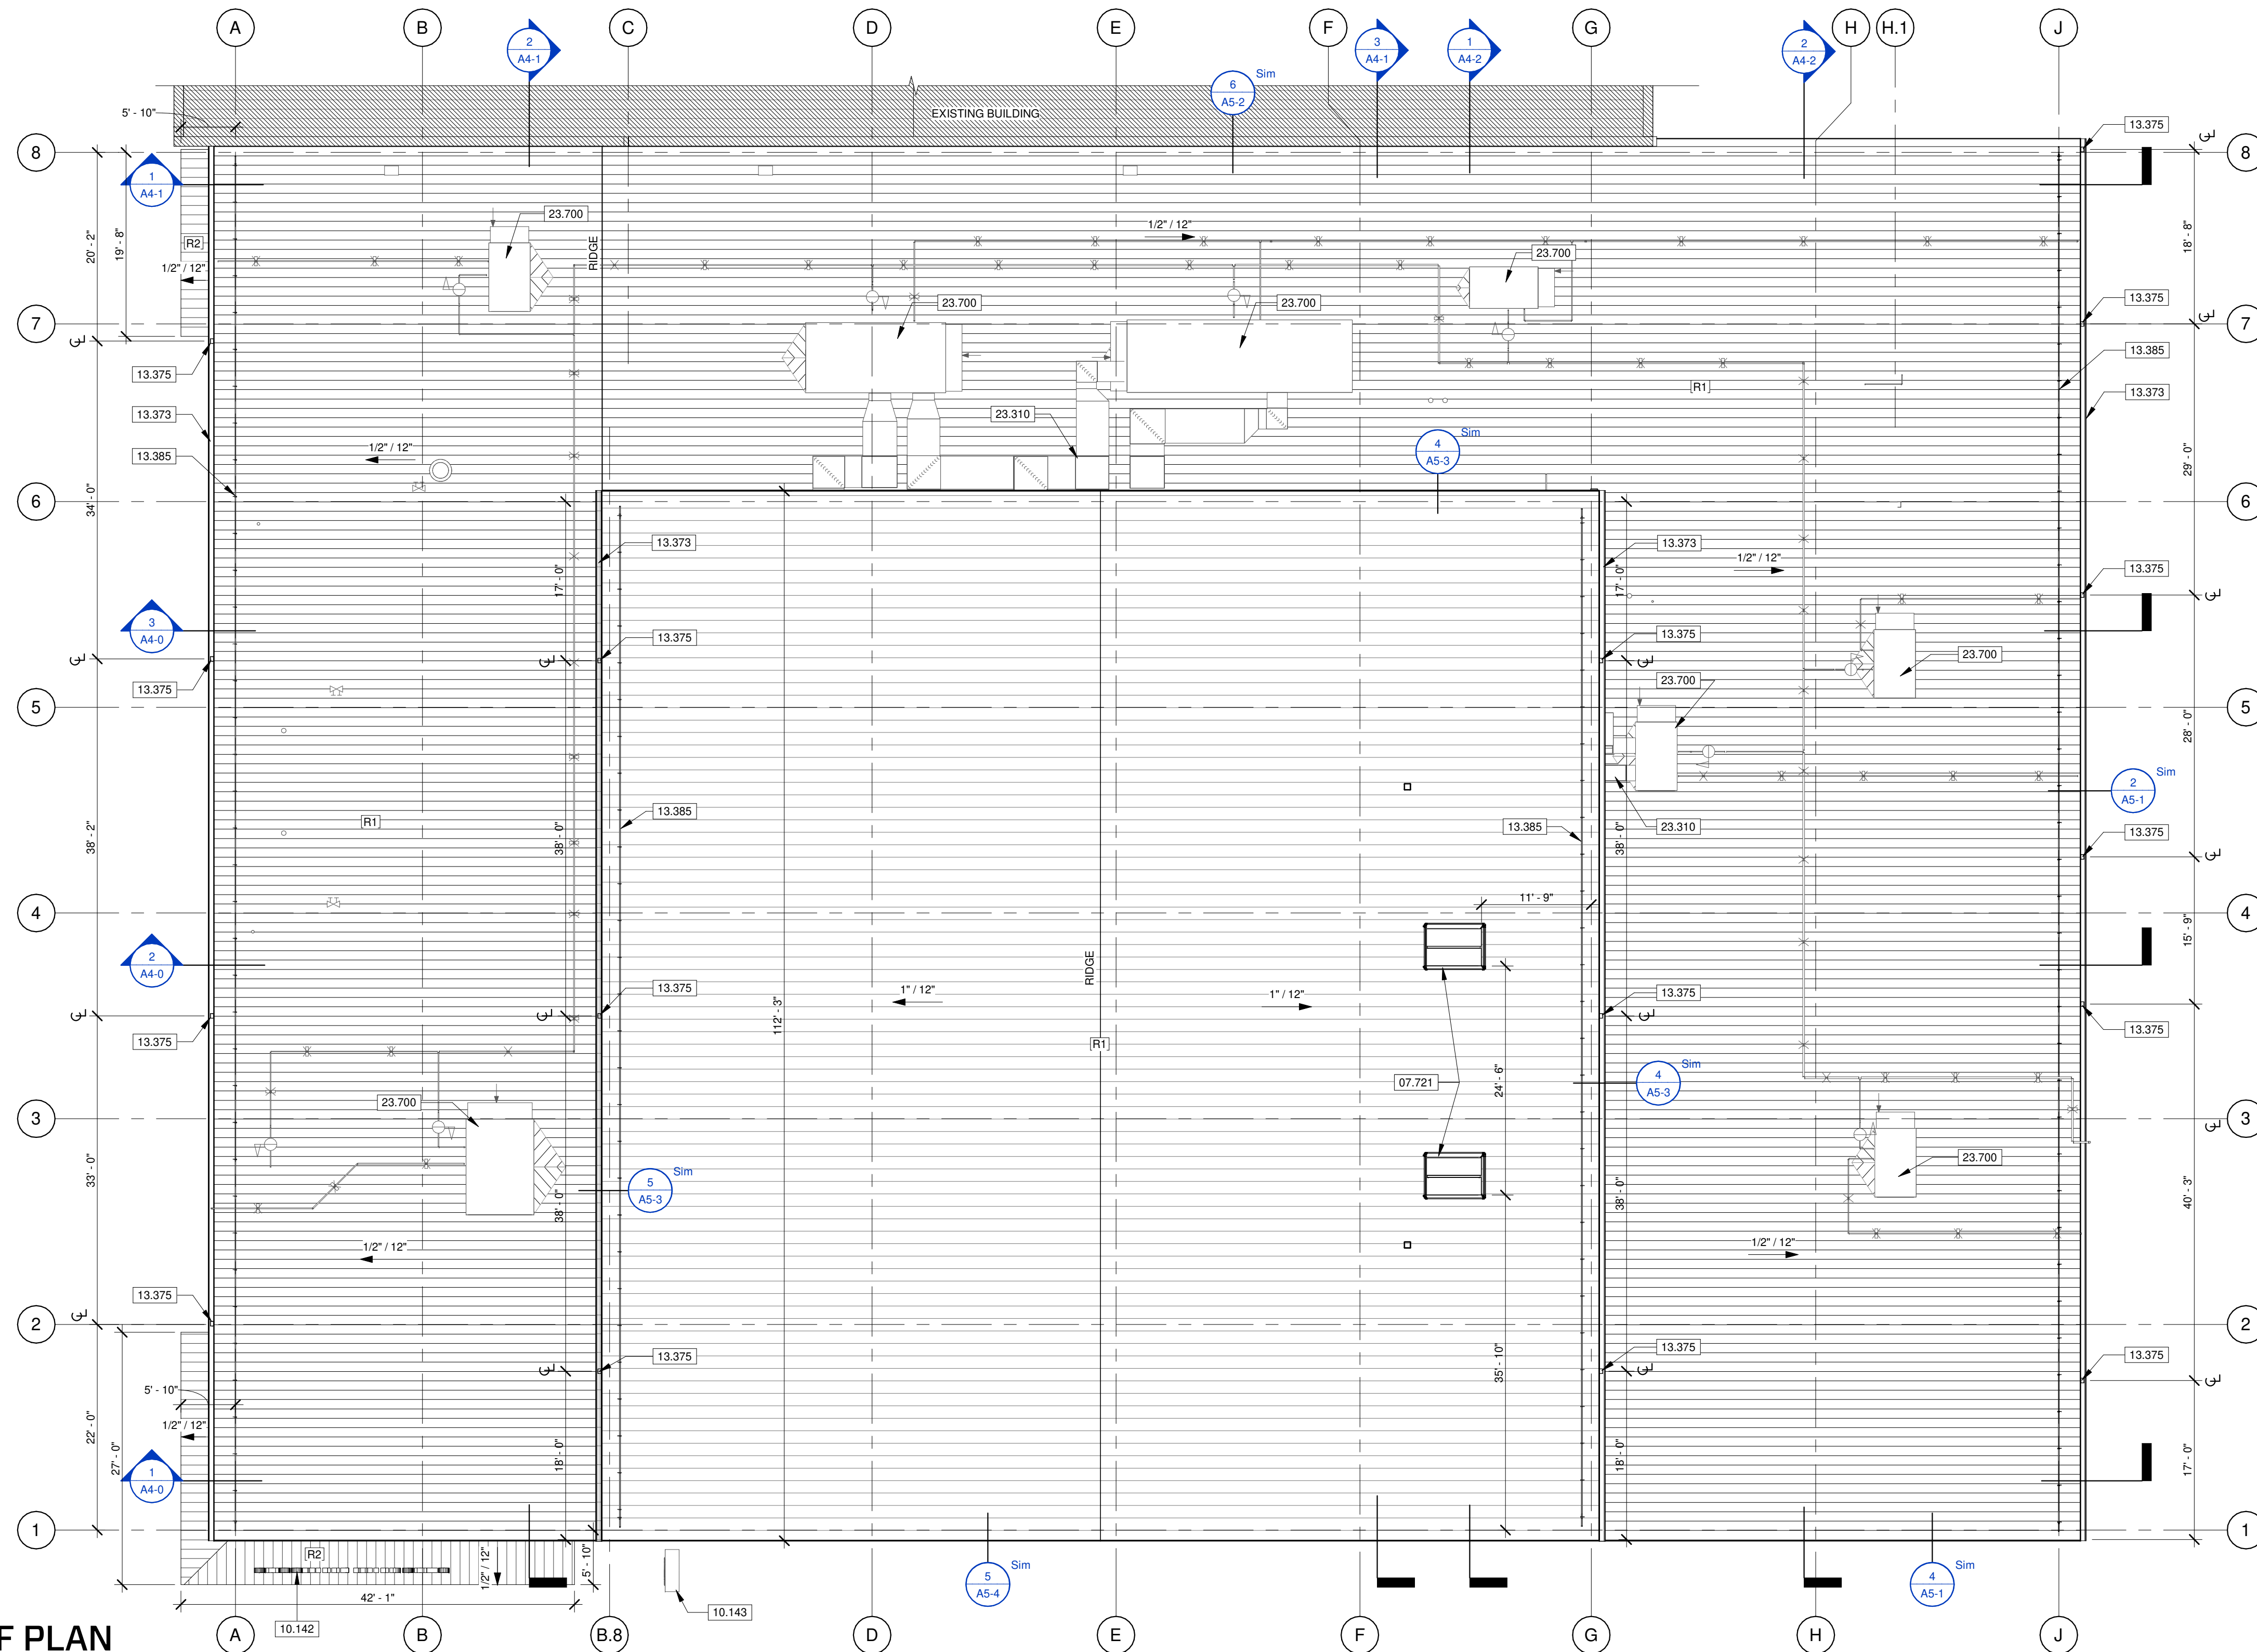 A
B
C
D
E
F
G
H
H.1
J
2
A4-1
3
A4-1
1
A4-2
2
A4-2
6
A5-2
Sim
EXISTING BUILDING
5' - 10"
13.375
8
8
1
A4-1
20' - 2"
19' - 8"
R2
1/2" / 12"
23.700
RIDGE
1/2" / 12"
23.700
18' - 8"
23.700
23.700
13.375
7
7
13.375
13.385
R1
13.373
13.373
23.310
4
A5-3
Sim
1/2" / 12"
13.385
29' - 0"
34' - 0"
6
6
13.373
13.373
1/2" / 12"
13.375
17' - 0"
17' - 0"
3
A4-0
13.375
13.375
23.700
13.375
23.700
5
5
28' - 0"
2
A5-1
Sim
R1
13.385
13.385
23.310
13.375
38' - 2"
38' - 0"
38' - 0"
11' - 9"
4
4
15' - 9"
2
A4-0
RIDGE
13.375
13.375
1" / 12"
1" / 12"
112' - 3"
13.375
13.375
R1
07.721
24' - 6"
4
A5-3
Sim
23.700
3
3
33' - 0"
5
A5-3
Sim
23.700
38' - 0"
38' - 0"
40' - 3"
1/2" / 12"
1/2" / 12"
13.375
2
2
13.375
13.375
13.375
35' - 10"
5' - 10"
1/2" / 12"
22' - 0"
27' - 0"
18' - 0"
18' - 0"
17' - 0"
1
A4-0
1
1
R2
1/2" / 12"
5' - 10"
5
A5-4
Sim
4
A5-1
Sim
42' - 1"
10.142
10.143
A
B
B.8
D
E
F
G
H
J
F PLAN